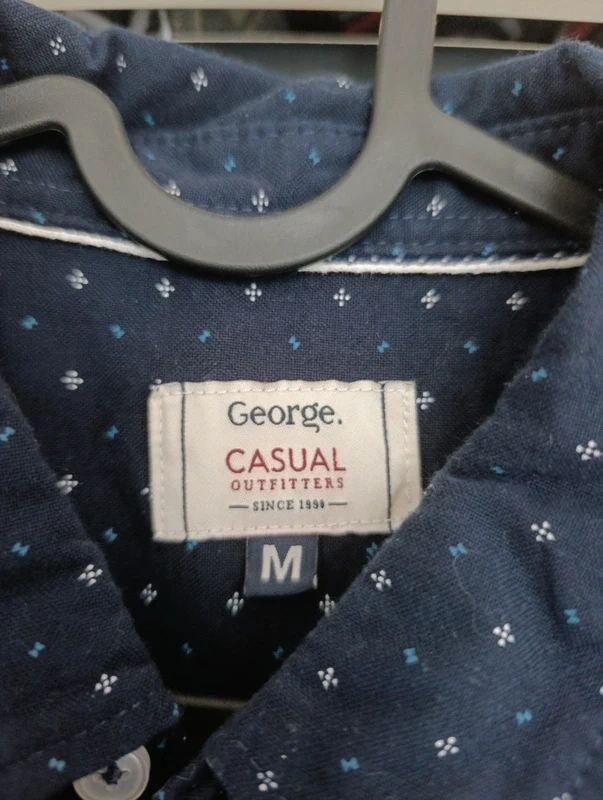 George.
CASUAL
OUTFITTERS
SINCE 1990
M